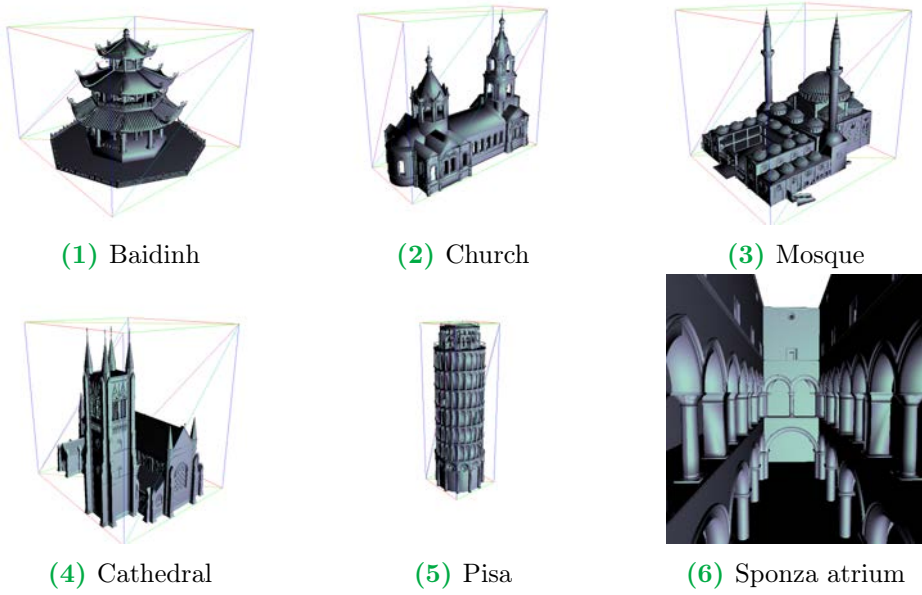 (1) Baidinh
(2) Church
(3) Mosque
(4) Cathedral
(5) Pisa
(6) Sponza atrium